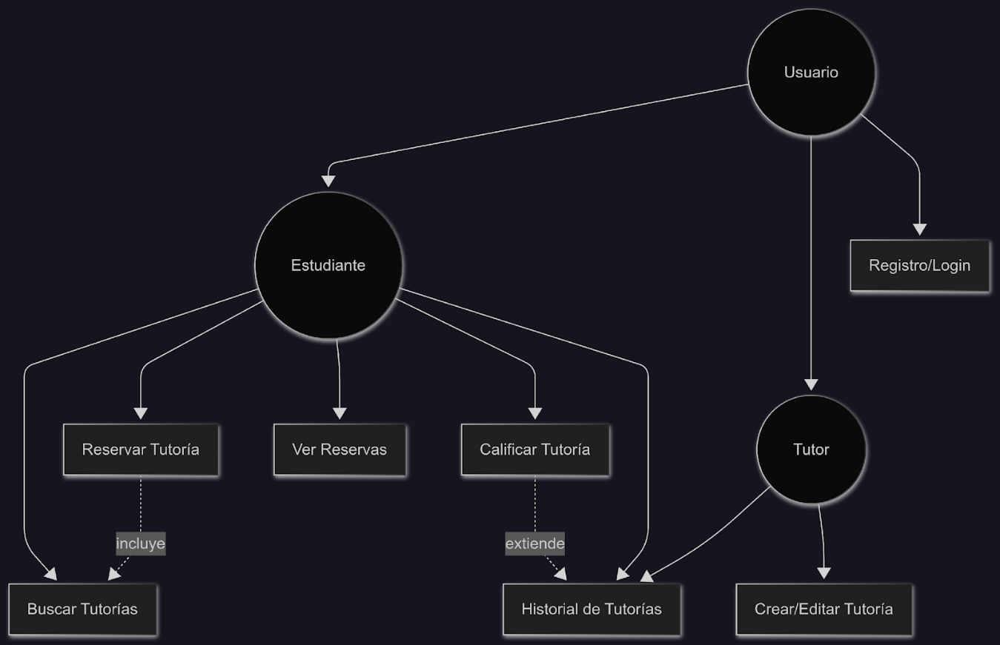 Usuario
Estudiante
Registro/Login
Reservar Tutoría
Ver Reservas
Calificar Tutoría
Tutor
incluye
extiende
Buscar Tutorías
Historial de Tutorías
Crear/Editar Tutoría